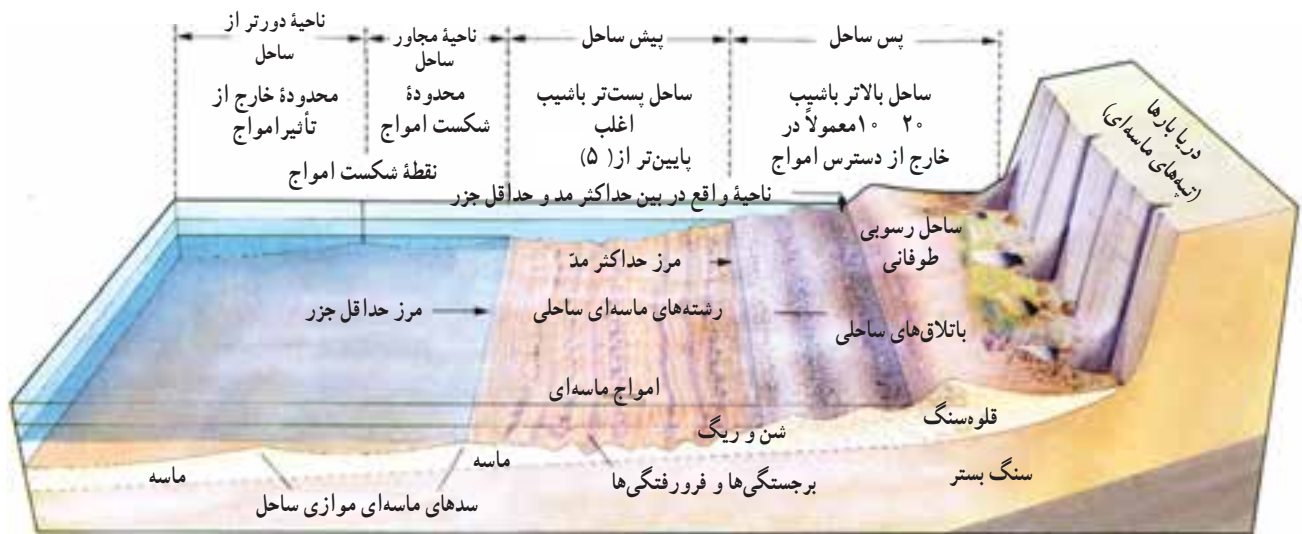 ناحیهٔ دورتر از
ساحل
ناحیهٔ مجاور
ساحل
پیش ساحل
پس ساحل
محدودهٔ خارج از
تأثیر امواج
محدودهٔ
شکست امواج
ساحل پست‌تر باشیب
اغلب
پایین‌تر از( ۵)
ساحل بالاتر باشیب
۲۰ ۱۰معمولاً در
خارج از دسترس امواج
نقطهٔ شکست امواج
ناحیهٔ واقع در بین حداکثر مد و حداقل جزر
دریا بارها
(تپه‌های ماسه‌ای)
ساحل رسوبی
طوفانی
مرز حداکثر مدّ
مرز حداقل جزر
رشته‌های ماسه‌ای ساحلی
باتلاق‌های ساحلی
امواج ماسه‌ای
قلوه‌سنگ
شن و ریگ
ماسه
ماسه
برجستگی‌ها و فرورفتگی‌ها
سنگ بستر
سدهای ماسه‌ای موازی ساحل